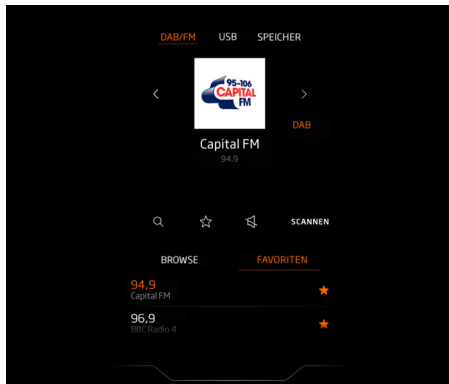 DAB/FM USB SPEICHER
95-106
CAPITAL
FM
DAB
Capital FM
94.9
SCANNEN
BROWSE FAVORITEN
94,9
Capital FM
96,9
BBC Radio 4